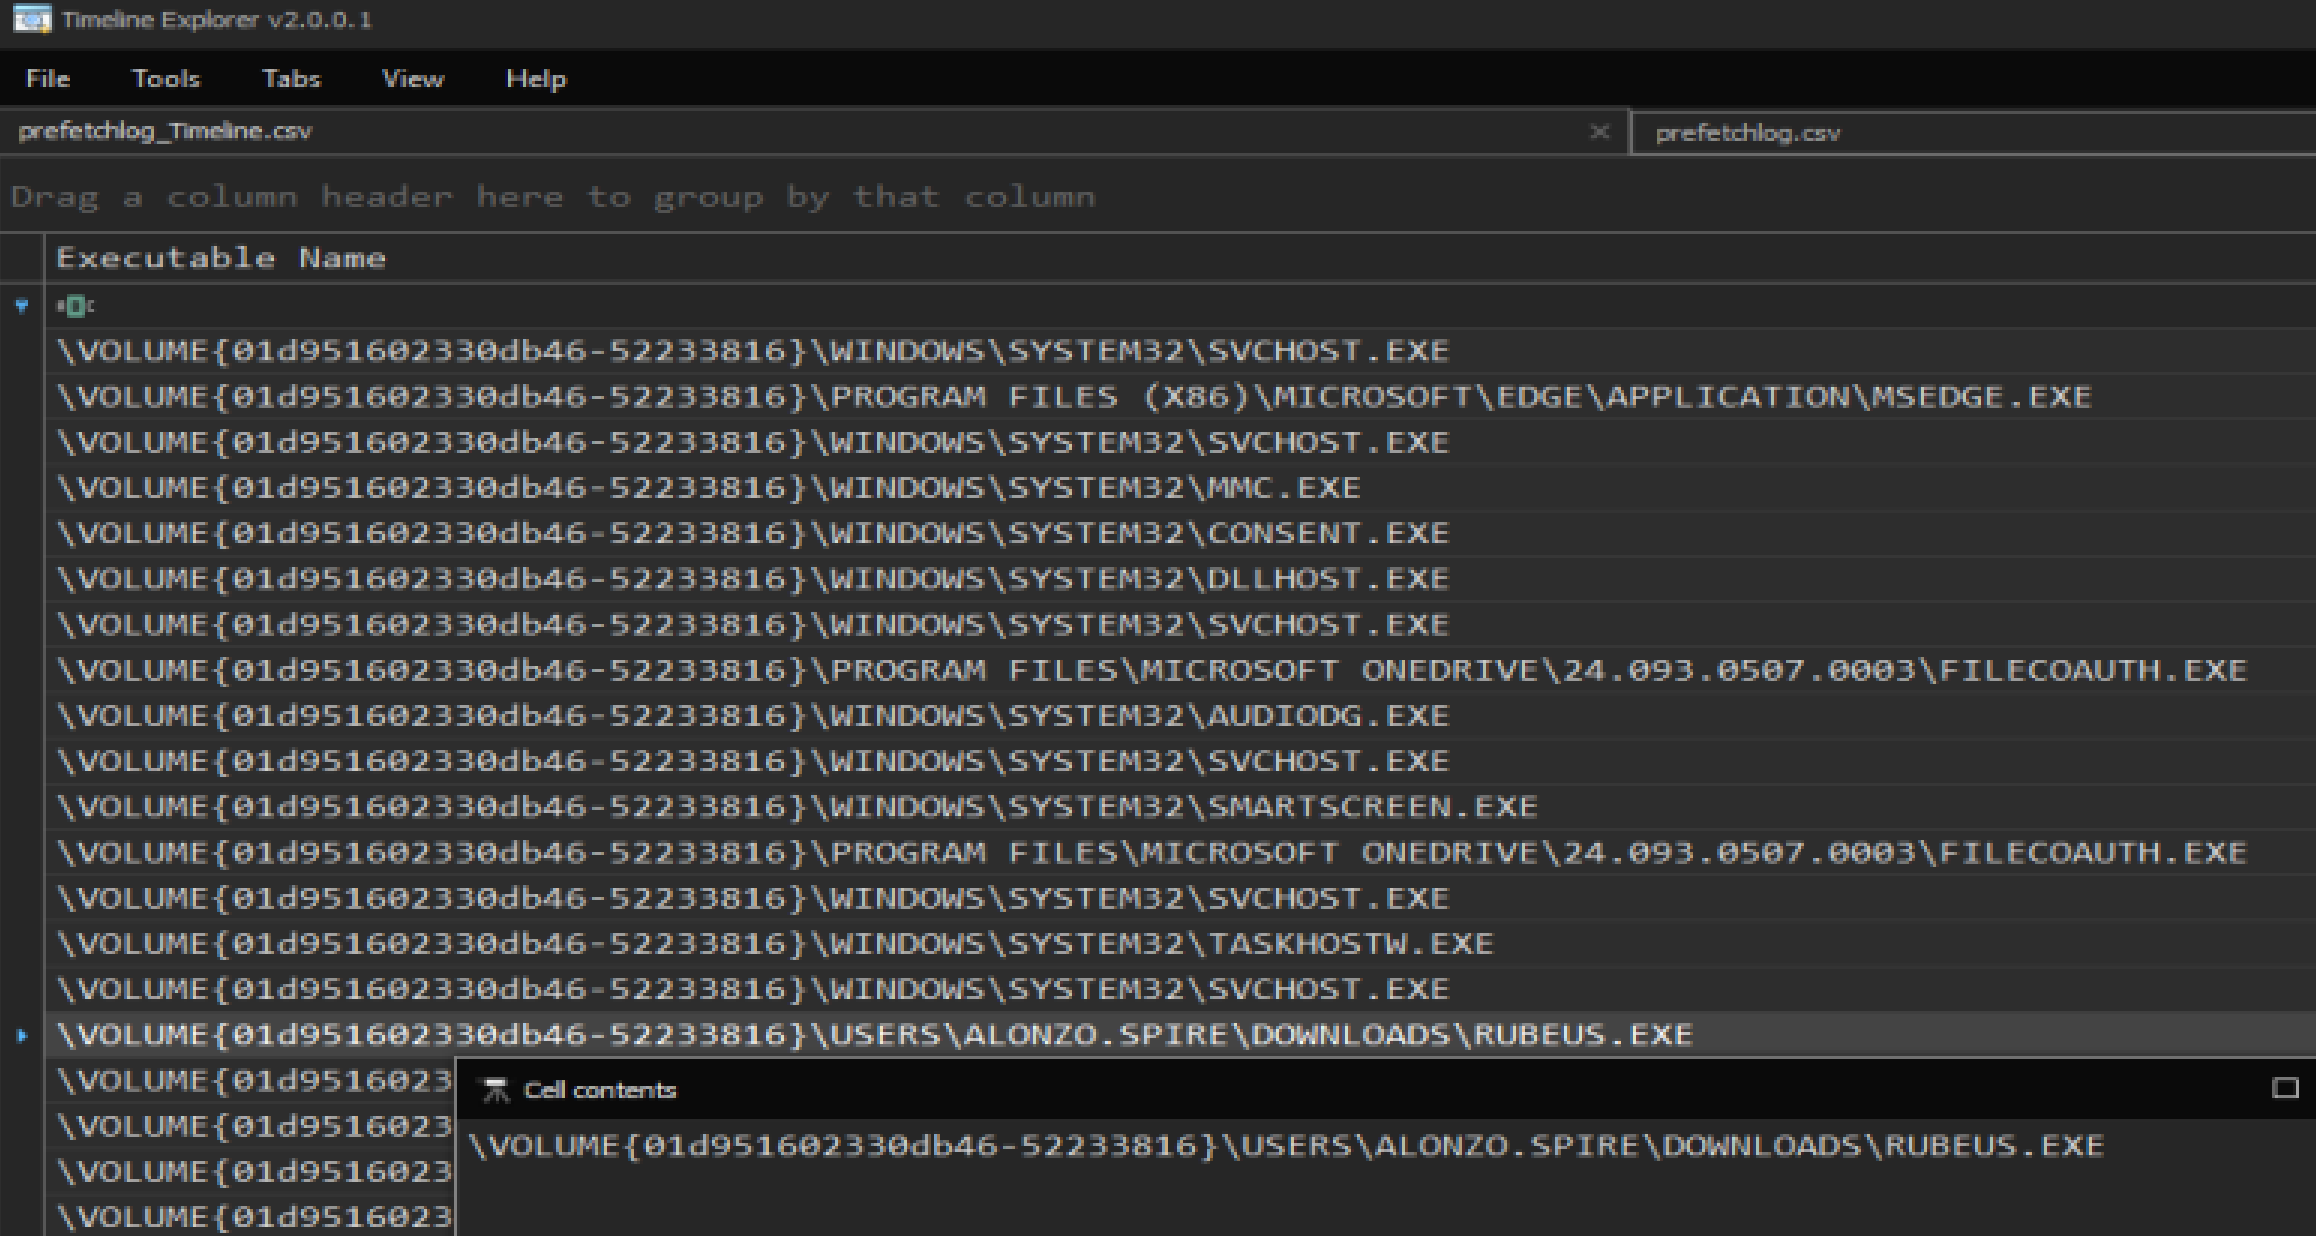 Timeline Explorer v2.0.0.1
File Tools Tabs View Help
prefetchlog_Timeline.csv prefetchlog.csv
Drag a column header here to group by that column
Executable Name
\VOLUME{01d951602330db46-52233816}\WINDOWS\SYSTEM32\SVCHOST.EXE
\VOLUME{01d951602330db46-52233816}\PROGRAM FILES (X86)\MICROSOFT\EDGE\APPLICATION\MSEDGE.EXE
\VOLUME{01d951602330db46-52233816}\WINDOWS\SYSTEM32\SVCHOST.EXE
\VOLUME{01d951602330db46-52233816}\WINDOWS\SYSTEM32\MMC.EXE
\VOLUME{01d951602330db46-52233816}\WINDOWS\SYSTEM32\CONSENT.EXE
\VOLUME{01d951602330db46-52233816}\WINDOWS\SYSTEM32\DLLHOST.EXE
\VOLUME{01d951602330db46-52233816}\WINDOWS\SYSTEM32\SVCHOST.EXE
\VOLUME{01d951602330db46-52233816}\PROGRAM FILES\MICROSOFT ONEDRIVE\24.093.0507.0003\FILECOAUTH.EXE
\VOLUME{01d951602330db46-52233816}\WINDOWS\SYSTEM32\AUDIODG.EXE
\VOLUME{01d951602330db46-52233816}\WINDOWS\SYSTEM32\SVCHOST.EXE
\VOLUME{01d951602330db46-52233816}\WINDOWS\SYSTEM32\SMARTSCREEN.EXE
\VOLUME{01d951602330db46-52233816}\PROGRAM FILES\MICROSOFT ONEDRIVE\24.093.0507.0003\FILECOAUTH.EXE
\VOLUME{01d951602330db46-52233816}\WINDOWS\SYSTEM32\SVCHOST.EXE
\VOLUME{01d951602330db46-52233816}\WINDOWS\SYSTEM32\TASKHOSTW.EXE
\VOLUME{01d951602330db46-52233816}\WINDOWS\SYSTEM32\SVCHOST.EXE
\VOLUME{01d951602330db46-52233816}\USERS\ALONZO.SPIRE\DOWNLOADS\RUBEUS.EXE
\VOLUME{01d9516023
\VOLUME{01d9516023
\VOLUME{01d9516023
\VOLUME{01d9516023
Cell contents
\VOLUME{01d951602330db46-52233816}\USERS\ALONZO.SPIRE\DOWNLOADS\RUBEUS.EXE